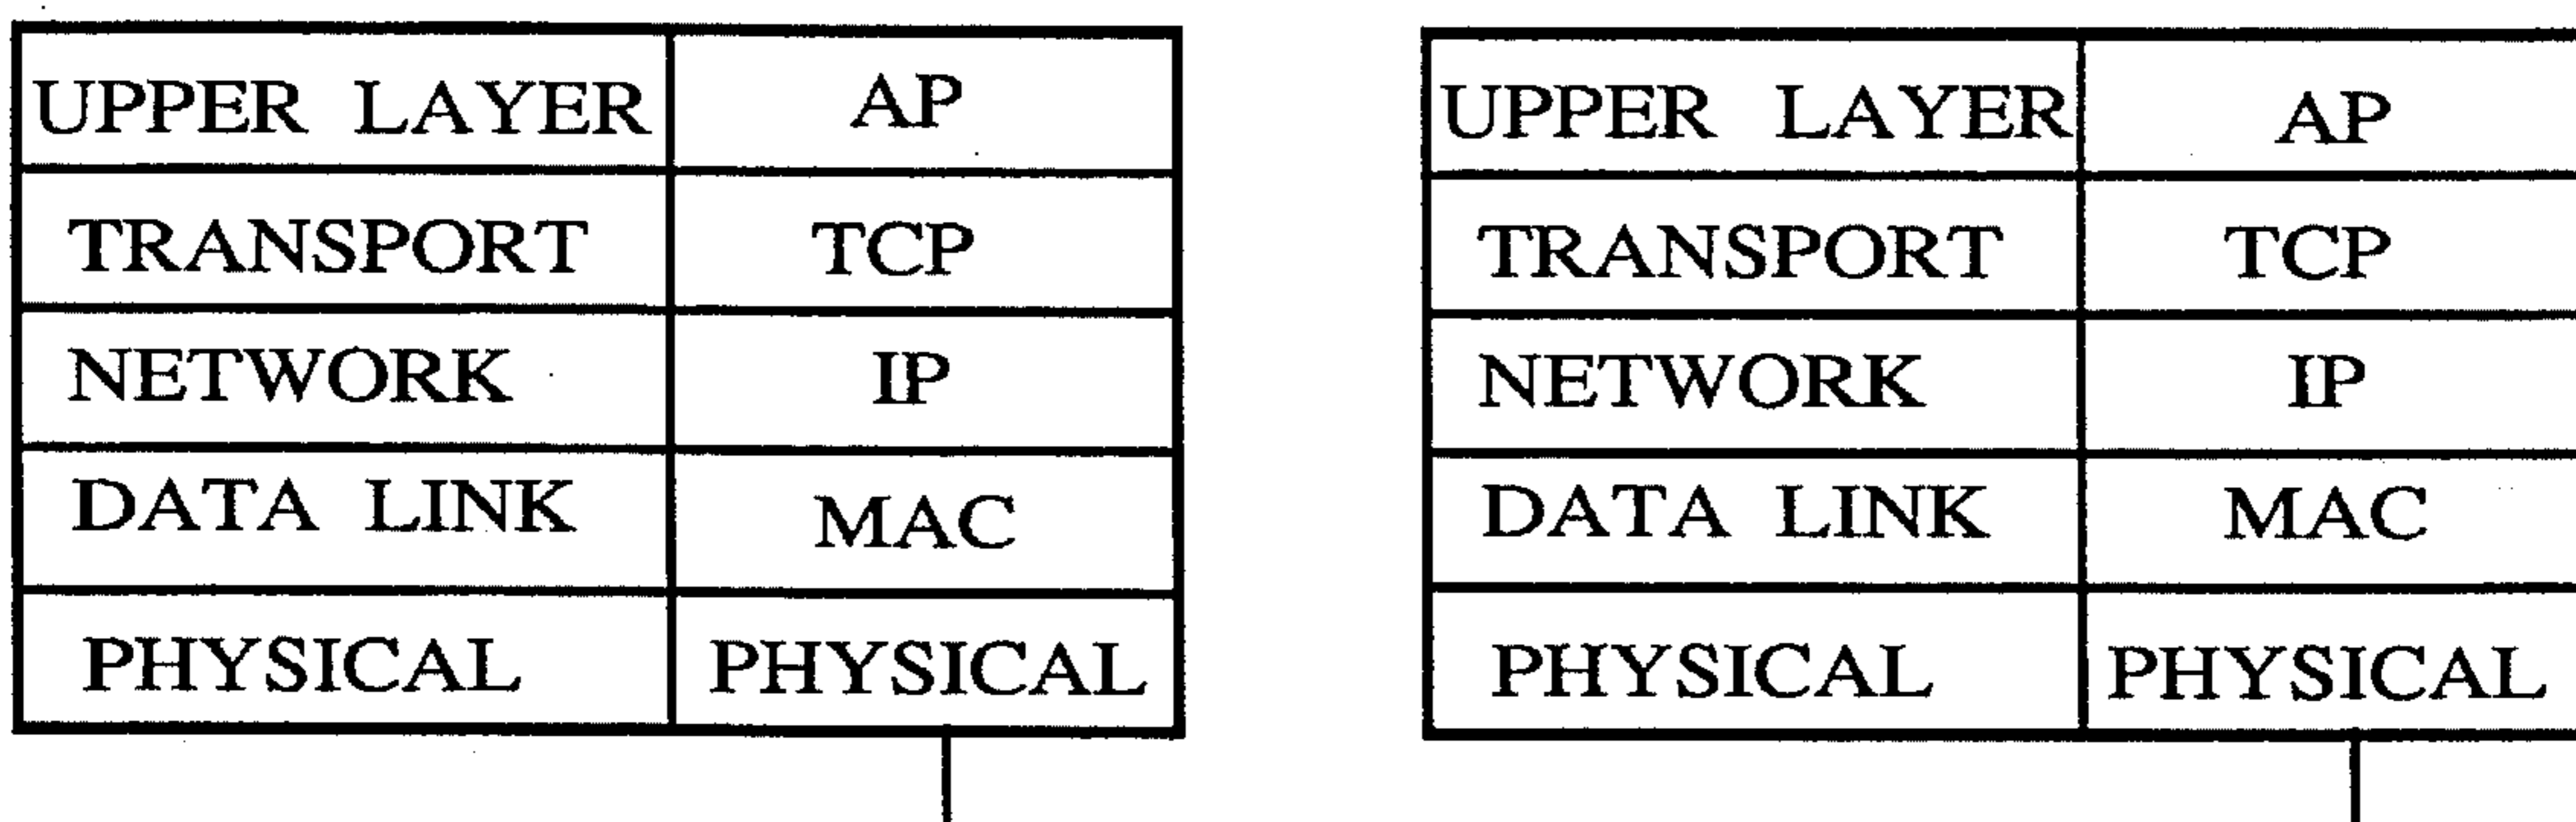 UPPER LAYER AP
TRANSPORT TCP
NETWORK IP
DATA LINK MAC
PHYSICAL PHYSICAL
UPPER LAYER AP
TRANSPORT TCP
NETWORK IP
DATA LINK MAC
PHYSICAL PHYSICAL